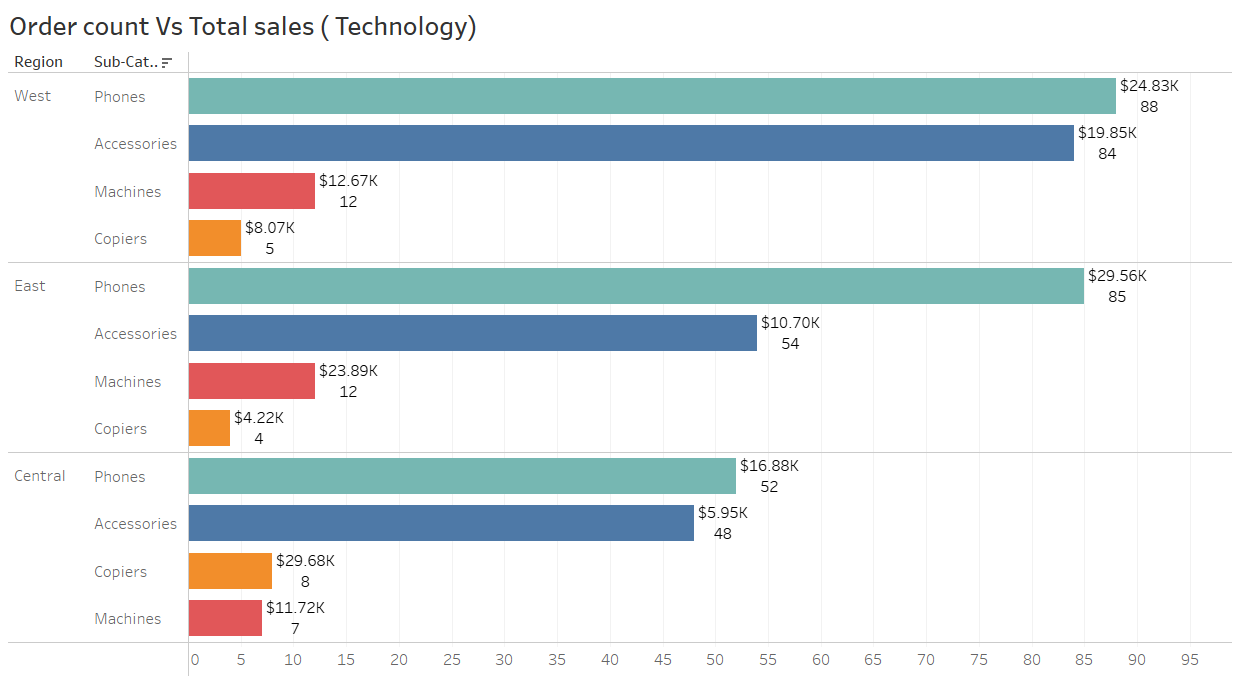 Order count Vs Total sales ( Technology)
Region Sub-Cat..
West Phones $24.83K
88
Accessories $19.85K
84
Machines $12.67K
12
Copiers $8.07K
5
East Phones $29.56K
85
Accessories $10.70K
54
Machines $23.89K
12
Copiers $4.22K
4
Central Phones $16.88K
52
Accessories $5.95K
48
Copiers $29.68K
8
Machines $11.72K
7
0 5 10 15 20 25 30 35 40 45 50 55 60 65 70 75 80 85 90 95